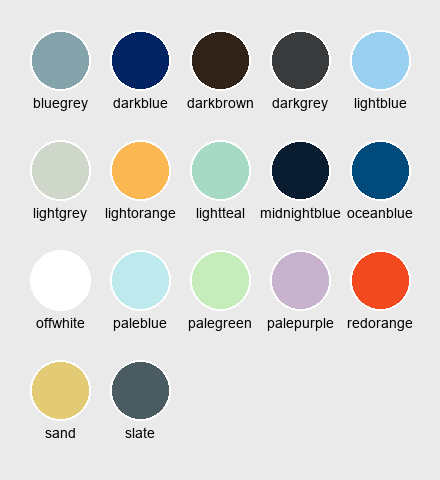 bluegrey darkblue darkbrown darkgrey lightblue
lightgrey lightorange lightteal midnightblue oceanblue
offwhite paleblue palegreen palepurple redorange
sand slate